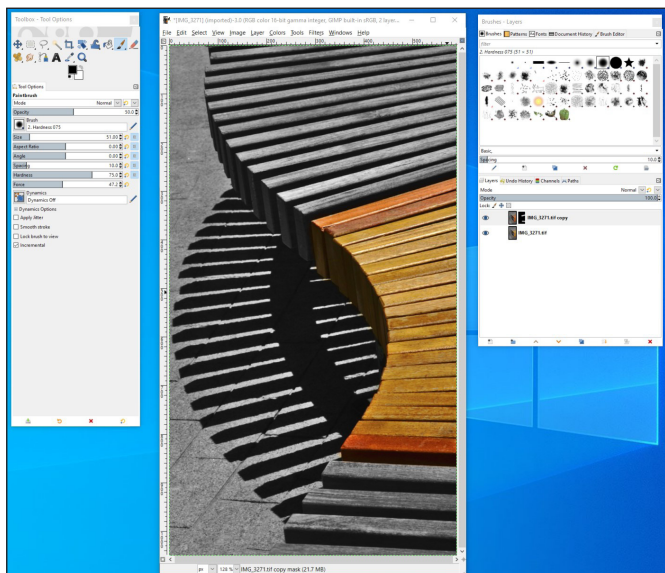 Toolbox - Tool Options
Tool Options
Paintbrush
Mode Normal
Opacity 50.0
Brush
2. Hardness 075
Size 51.00
Aspect Ratio 0.00
Angle 0.00
Spacing 10.0
Hardness 75.0
Force 47.2
Dynamics
Dynamics Off
Dynamics Options
Apply Jitter
Smooth stroke
Lock brush to view
Incremental
*[IMG_3271] (imported)-3.0 (RGB color 16-bit gamma integer, GIMP built-in sRGB, 2 layer...
File Edit Select View Image Layer Colors Tools Filters Windows Help
px 128 % IMG_3271.tif copy mask (21.7 MB)
Brushes - Layers
Brushes Patterns Fonts Document History Brush Editor
filter
2. Hardness 075 (51 × 51)
Basic,
Spacing 10.0
Layers Undo History Channels Paths
Mode Normal
Opacity 100.0
Lock:
IMG_3271.tif copy
IMG_3271.tif